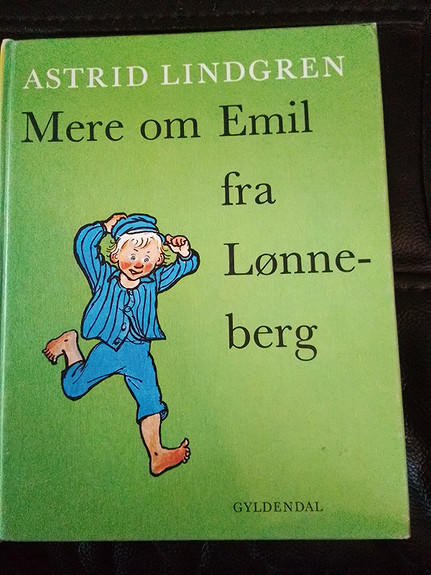 ASTRID LINDGREN
Mere om Emil
fra
Lønne-
berg
GYLDENDAL